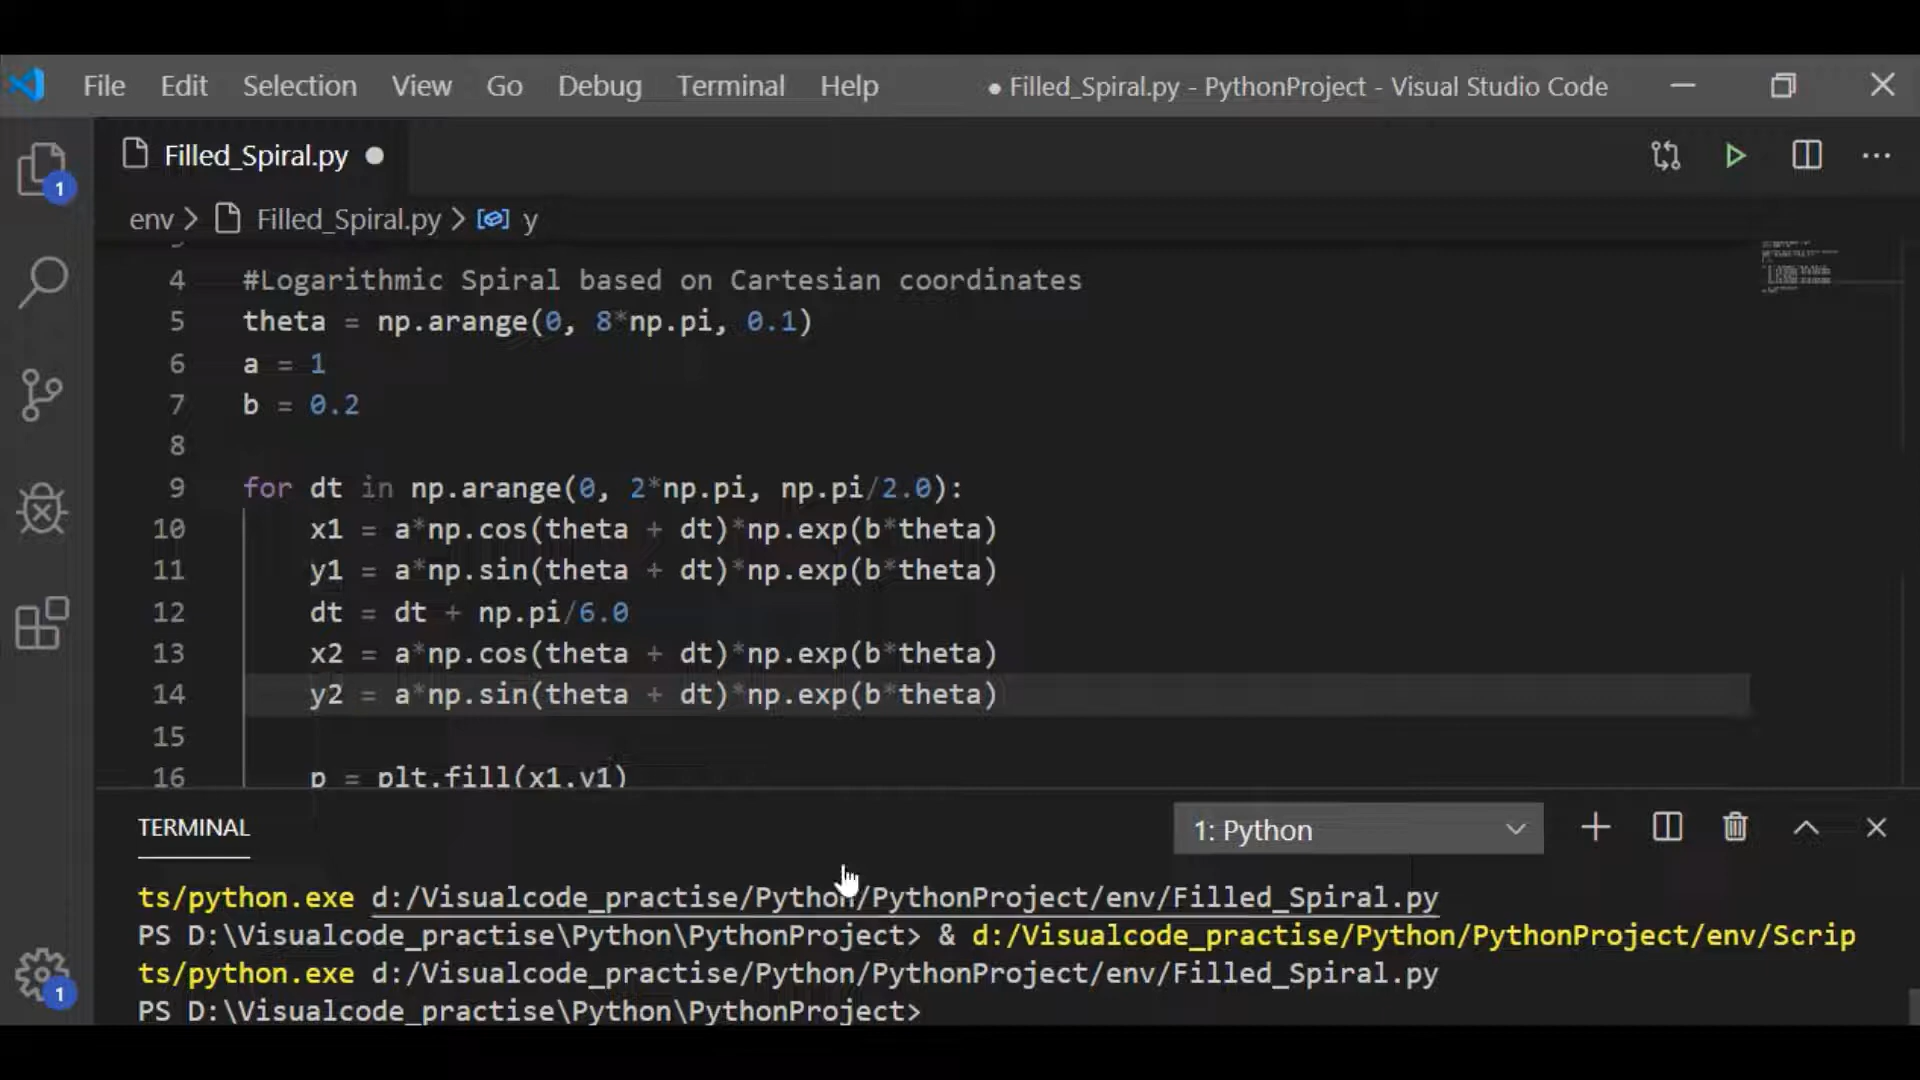 File Edit Selection View Go Debug Terminal Help ● Filled_Spiral.py - PythonProject - Visual Studio Code
Filled_Spiral.py
env > Filled_Spiral.py > y
4 #Logarithmic Spiral based on Cartesian coordinates
5 theta = np.arange(0, 8*np.pi, 0.1)
6 a = 1
7 b = 0.2
8
9 for dt in np.arange(0, 2*np.pi, np.pi/2.0):
10 x1 = a*np.cos(theta + dt)*np.exp(b*theta)
11 y1 = a*np.sin(theta + dt)*np.exp(b*theta)
12 dt = dt + np.pi/6.0
13 x2 = a*np.cos(theta + dt)*np.exp(b*theta)
14 y2 = a*np.sin(theta + dt)*np.exp(b*theta)
15
16 p = plt.fill(x1,y1)
TERMINAL
1: Python
ts/python.exe d:/Visualcode_practise/Python/PythonProject/env/Filled_Spiral.py
PS D:\Visualcode_practise\Python\PythonProject> & d:/Visualcode_practise/Python/PythonProject/env/Scrip
ts/python.exe d:/Visualcode_practise/Python/PythonProject/env/Filled_Spiral.py
PS D:\Visualcode_practise\Python\PythonProject>
1
1